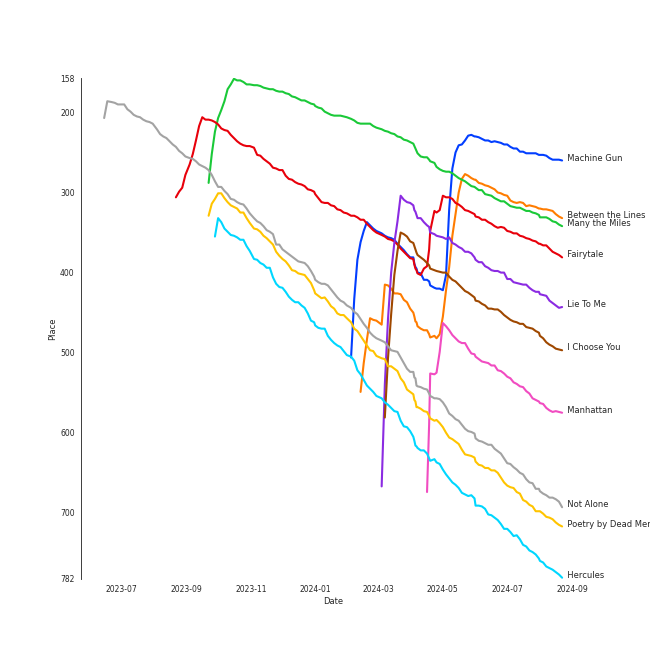 158
200
300
400
500
600
700
782
Place
2023-07
2023-09
2023-11
2024-01
2024-03
2024-05
2024-07
2024-09
Date
Machine Gun
Between the Lines
Many the Miles
Fairytale
Lie To Me
I Choose You
Manhattan
Not Alone
Poetry by Dead Mer
Hercules